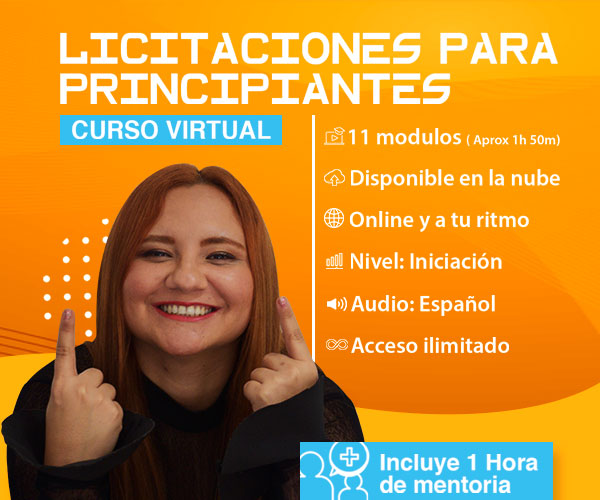 LICITACIONES PARA
PRINCIPIANTES
CURSO VIRTUAL
11 modulos ( Aprox 1h 50m)
Disponible en la nube
Online y a tu ritmo
Nivel: Iniciación
Audio: Español
Acceso ilimitado
Incluye 1 Hora
de mentoria